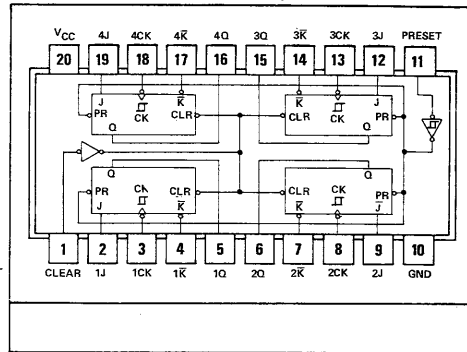 VCC 4J 4CK 4K̅ 4Q 3Q 3K̅ 3CK 3J PRESET
20 19 18 17 16 15 14 13 12 11
J CK K̅ K̅ CK J
PR CLR CLR PR
Q Q
Q Q
PR CK CLR CLR CK PR
J K̅ K̅ J̅
1 2 3 4 5 6 7 8 9 10
CLEAR 1J 1CK 1K̅ 1Q 2Q 2K̅ 2CK 2J GND